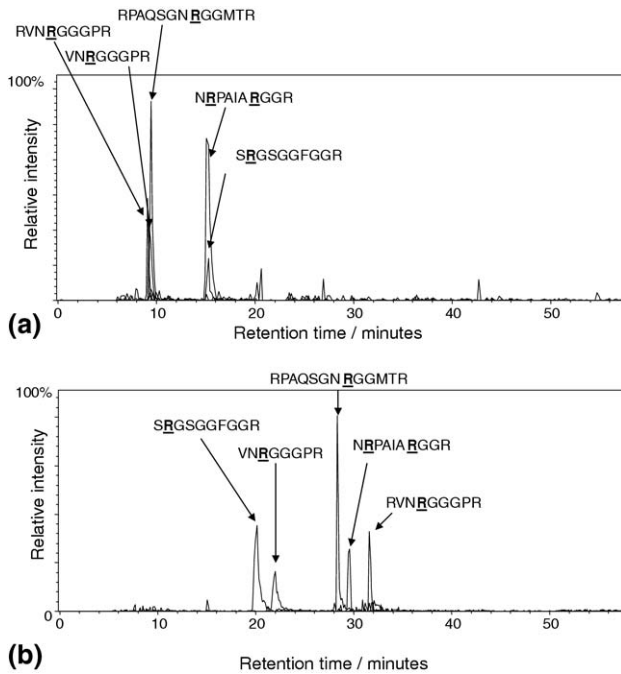 RPAQSGNRGGMTR
RVNRGGGPR
VNRGGGPR
100%
NRPAIARGGR
SRGSGGFGGR
Relative intensity
0 10 20 30 40 50
(a)
Retention time / minutes
RPAQSGNRGGMTR
100%
SRGSGGFGGR
VNRGGGPR
NRPAIARGGR
RVNRGGGPR
Relative intensity
0
0 10 20 30 40 50
(b)
Retention time / minutes